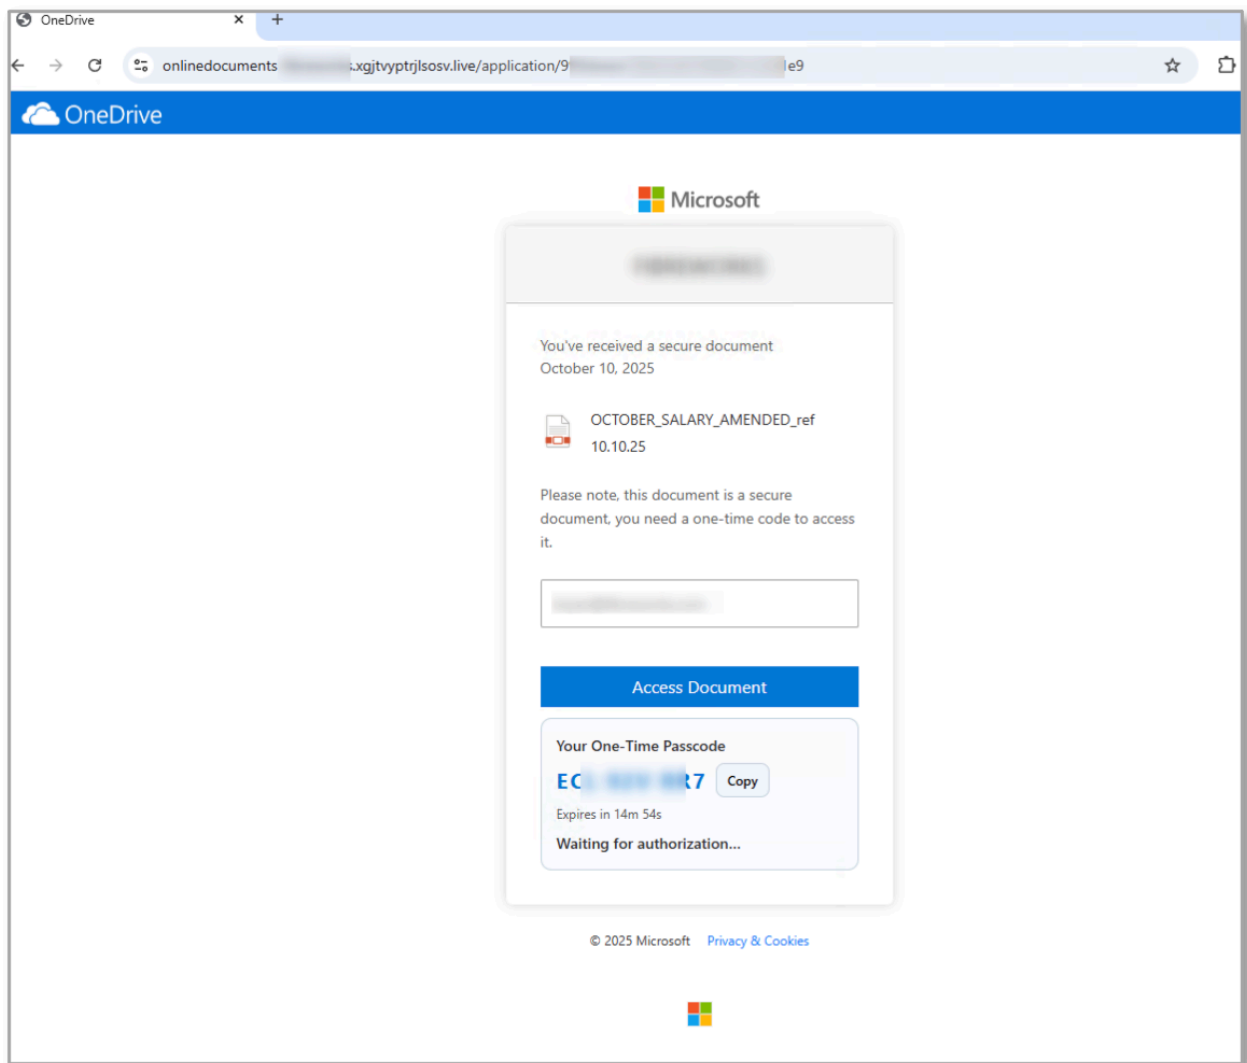 OneDrive
onlinedocuments s.xgjtvyptrjlsosv.live/application/9 e9
OneDrive
Microsoft
You've received a secure document
October 10, 2025
OCTOBER_SALARY_AMENDED_ref
10.10.25
Please note, this document is a secure
document, you need a one-time code to access
it.
Access Document
Your One-Time Passcode
EC R7 Copy
Expires in 14m 54s
Waiting for authorization...
© 2025 Microsoft Privacy & Cookies